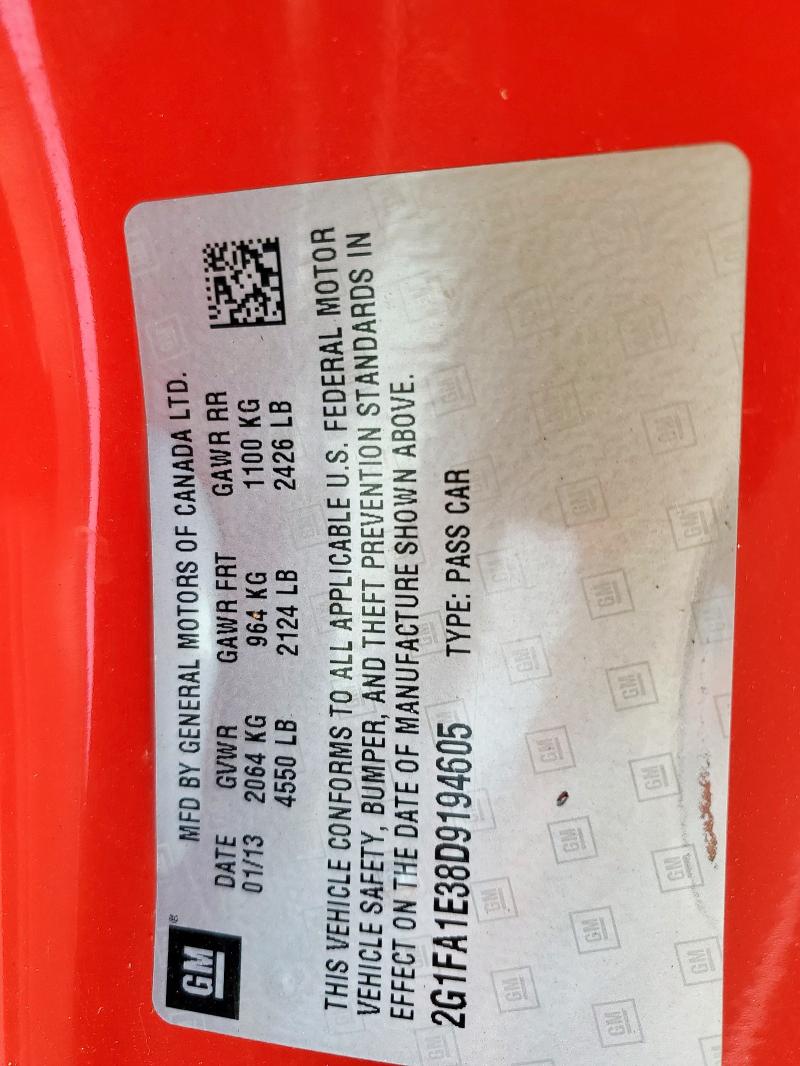 GM ®
MFD BY GENERAL MOTORS OF CANADA LTD.
DATE GVWR GAWR FRT GAWR RR
01/13 2064 KG 964 KG 1100 KG
4550 LB 2124 LB 2426 LB
THIS VEHICLE CONFORMS TO ALL APPLICABLE U.S. FEDERAL MOTOR
VEHICLE SAFETY, BUMPER, AND THEFT PREVENTION STANDARDS IN
EFFECT ON THE DATE OF MANUFACTURE SHOWN ABOVE.
2G1FA1E38D9194605 TYPE: PASS CAR